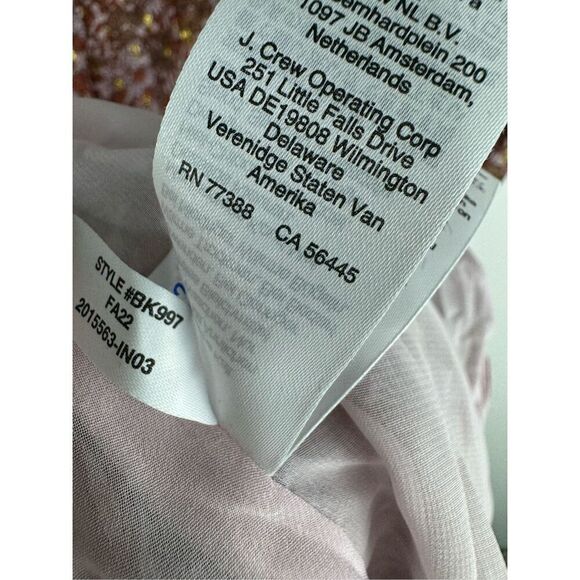 NL B.V.
1097 JB Amsterdam,
Netherlands
J. Crew Operating Corp
251 Little Falls Drive
USA DE19808 Wilmington
Delaware
Verenidge Staten Van
Amerika
RN 77388 CA 56445
STYLE #BK997
FA22
2015563-IN03